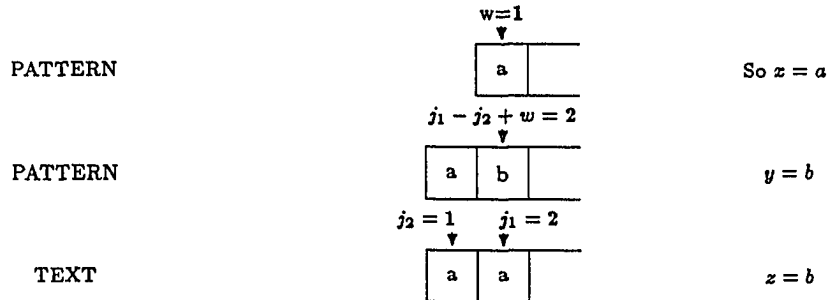 w=1
PATTERN a So x = a
j₁ − j₂ + w = 2
PATTERN a b y = b
j₂ = 1 j₁ = 2
TEXT a a z = b